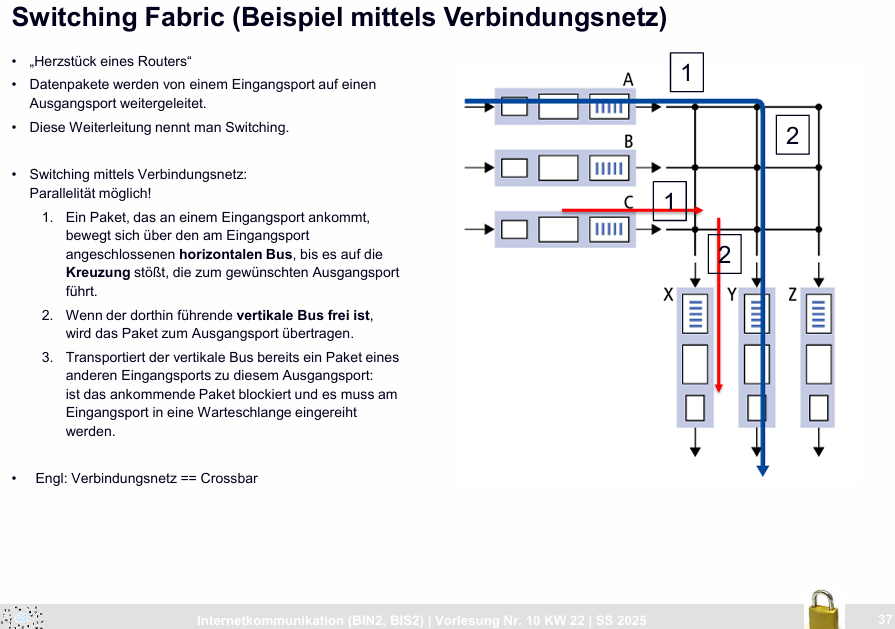 Switching Fabric (Beispiel mittels Verbindungsnetz)
• „Herzstück eines Routers“
• Datenpakete werden von einem Eingangsport auf einen
Ausgangsport weitergeleitet.
• Diese Weiterleitung nennt man Switching.
• Switching mittels Verbindungsnetz:
Parallelität möglich!
1. Ein Paket, das an einem Eingangsport ankommt,
bewegt sich über den am Eingangsport
angeschlossenen horizontalen Bus, bis es auf die
Kreuzung stößt, die zum gewünschten Ausgangsport
führt.
2. Wenn der dorthin führende vertikale Bus frei ist,
wird das Paket zum Ausgangsport übertragen.
3. Transportiert der vertikale Bus bereits ein Paket eines
anderen Eingangsports zu diesem Ausgangsport:
ist das ankommende Paket blockiert und es muss am
Eingangsport in eine Warteschlange eingereiht
werden.
• Engl: Verbindungsnetz == Crossbar
A
1
2
B
C
1
2
X
Y
Z
Internetkommunikation (BIN2, BIS2) | Vorlesung Nr. 10 KW 22 | SS 2025
37